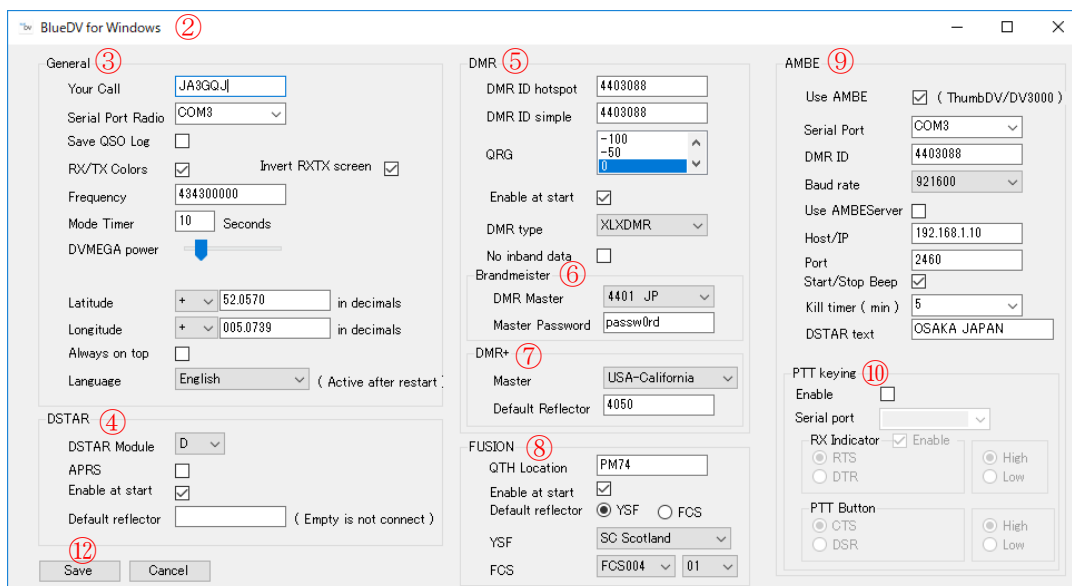 BlueDV for Windows ②
General ③
Your Call JA3GQJ
Serial Port Radio COM3
Save QSO Log
RX/TX Colors Invert RXTX screen
Frequency 434300000
Mode Timer 10 Seconds
DVMEGA power
Latitude + 52.0570 in decimals
Longitude + 005.0739 in decimals
Always on top
Language English ( Active after restart )
DSTAR ④
DSTAR Module D
APRS
Enable at start
Default reflector ( Empty is not connect )
⑫
Save Cancel
DMR ⑤
DMR ID hotspot 4403088
DMR ID simple 4403088
QRG -100
-50
0
Enable at start
DMR type XLXDMR
No inband data
Brandmeister ⑥
DMR Master 4401 JP
Master Password passw0rd
DMR+ ⑦
Master USA-California
Default Reflector 4050
FUSION ⑧
QTH Location PM74
Enable at start
Default reflector YSF FCS
YSF SC Scotland
FCS FCS004 01
AMBE ⑨
Use AMBE ( ThumbDV/DV3000 )
Serial Port COM3
DMR ID 4403088
Baud rate 921600
Use AMBEServer
Host/IP 192.168.1.10
Port 2460
Start/Stop Beep
Kill timer ( min ) 5
DSTAR text OSAKA JAPAN
PTT keying ⑩
Enable
Serial port
RX Indicator Enable
RTS High
DTR Low
PTT Button
CTS High
DSR Low